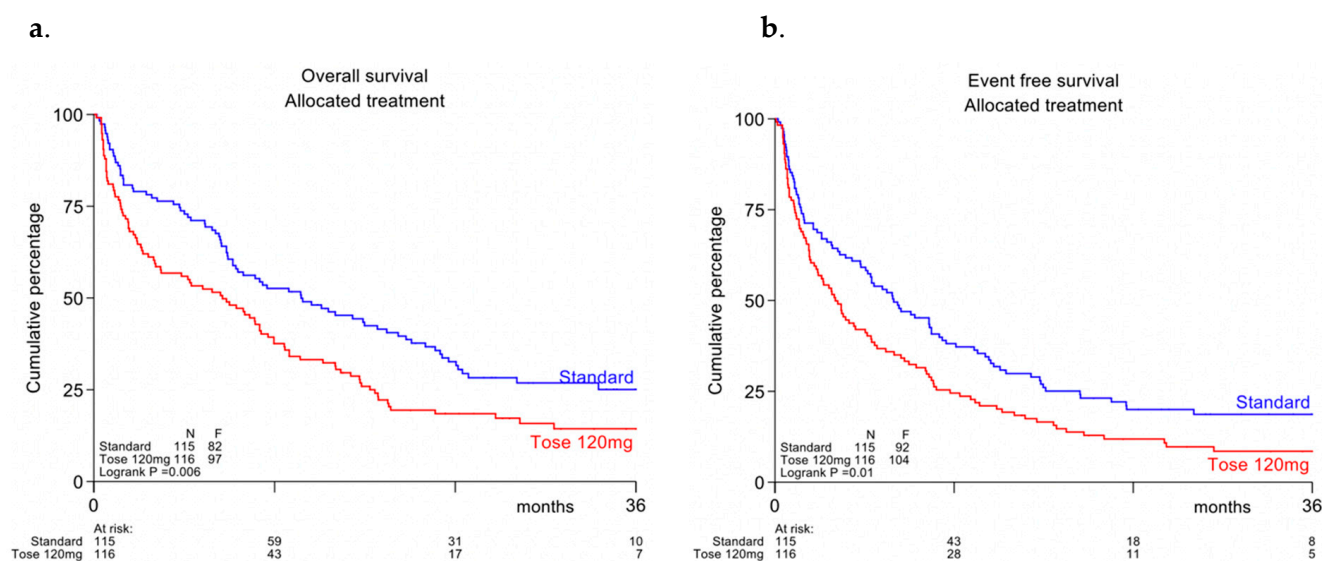 a.
Overall survival
Allocated treatment
Cumulative percentage
100
75
50
25
0
Standard
Tose 120mg
N F
Standard 115 82
Tose 120mg 116 97
Logrank P =0.006
0 months 36
At risk:
Standard 115 59 31 10
Tose 120mg 116 43 17 7
b.
Event free survival
Allocated treatment
Cumulative percentage
100
75
50
25
0
Standard
Tose 120mg
N F
Standard 115 92
Tose 120mg 116 104
Logrank P =0.01
0 months 36
At risk:
Standard 115 43 18 8
Tose 120mg 116 28 11 5